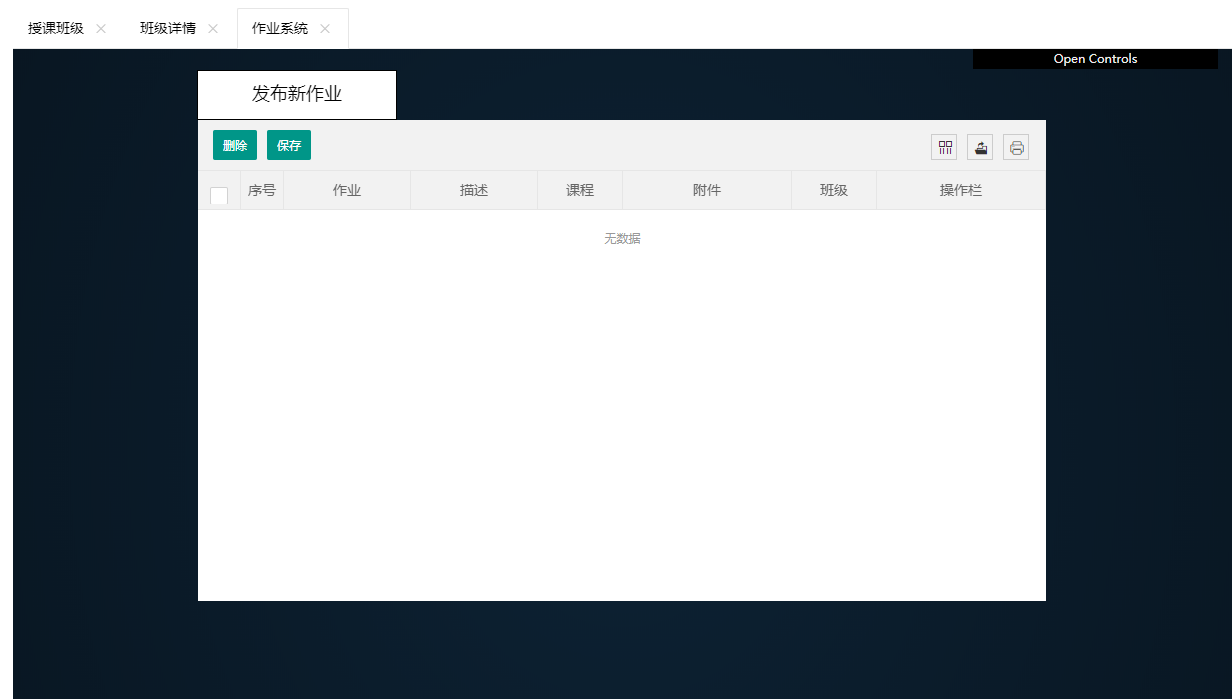 授课班级 班级详情 作业系统
Open Controls
发布新作业
删除 保存
序号 作业 描述 课程 附件 班级 操作栏
无数据